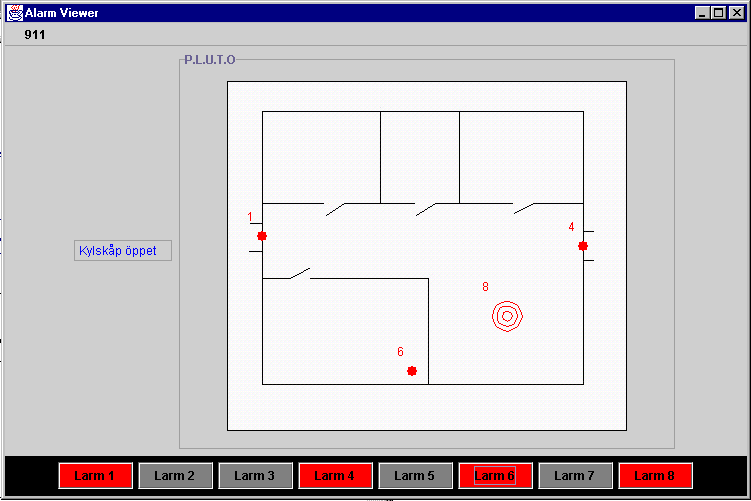 Alarm Viewer
911
P.L.U.T.O
1
4
Kylskåp öppet
8
6
Larm 1 Larm 2 Larm 3 Larm 4 Larm 5 Larm 6 Larm 7 Larm 8